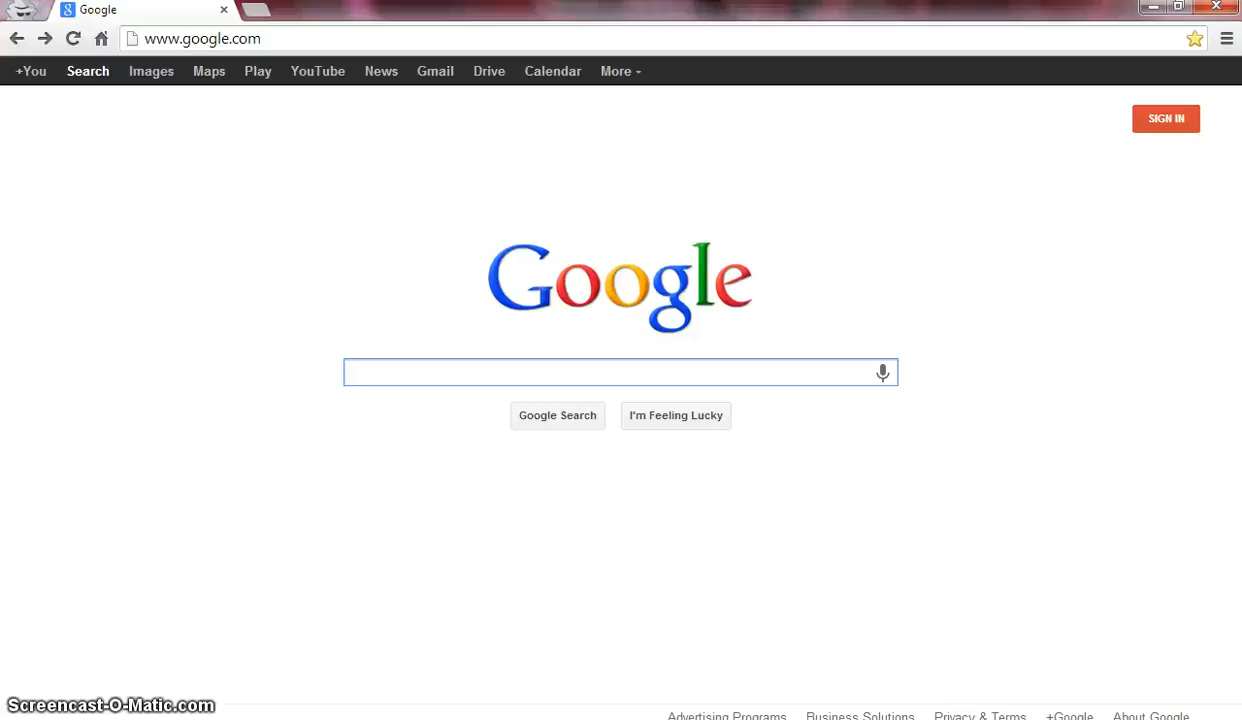 Google
www.google.com
+You Search Images Maps Play YouTube News Gmail Drive Calendar More
SIGN IN
Google
Google Search I'm Feeling Lucky
Screencast-O-Matic.com
Advertising Programs Business Solutions Privacy & Terms +Google About Google